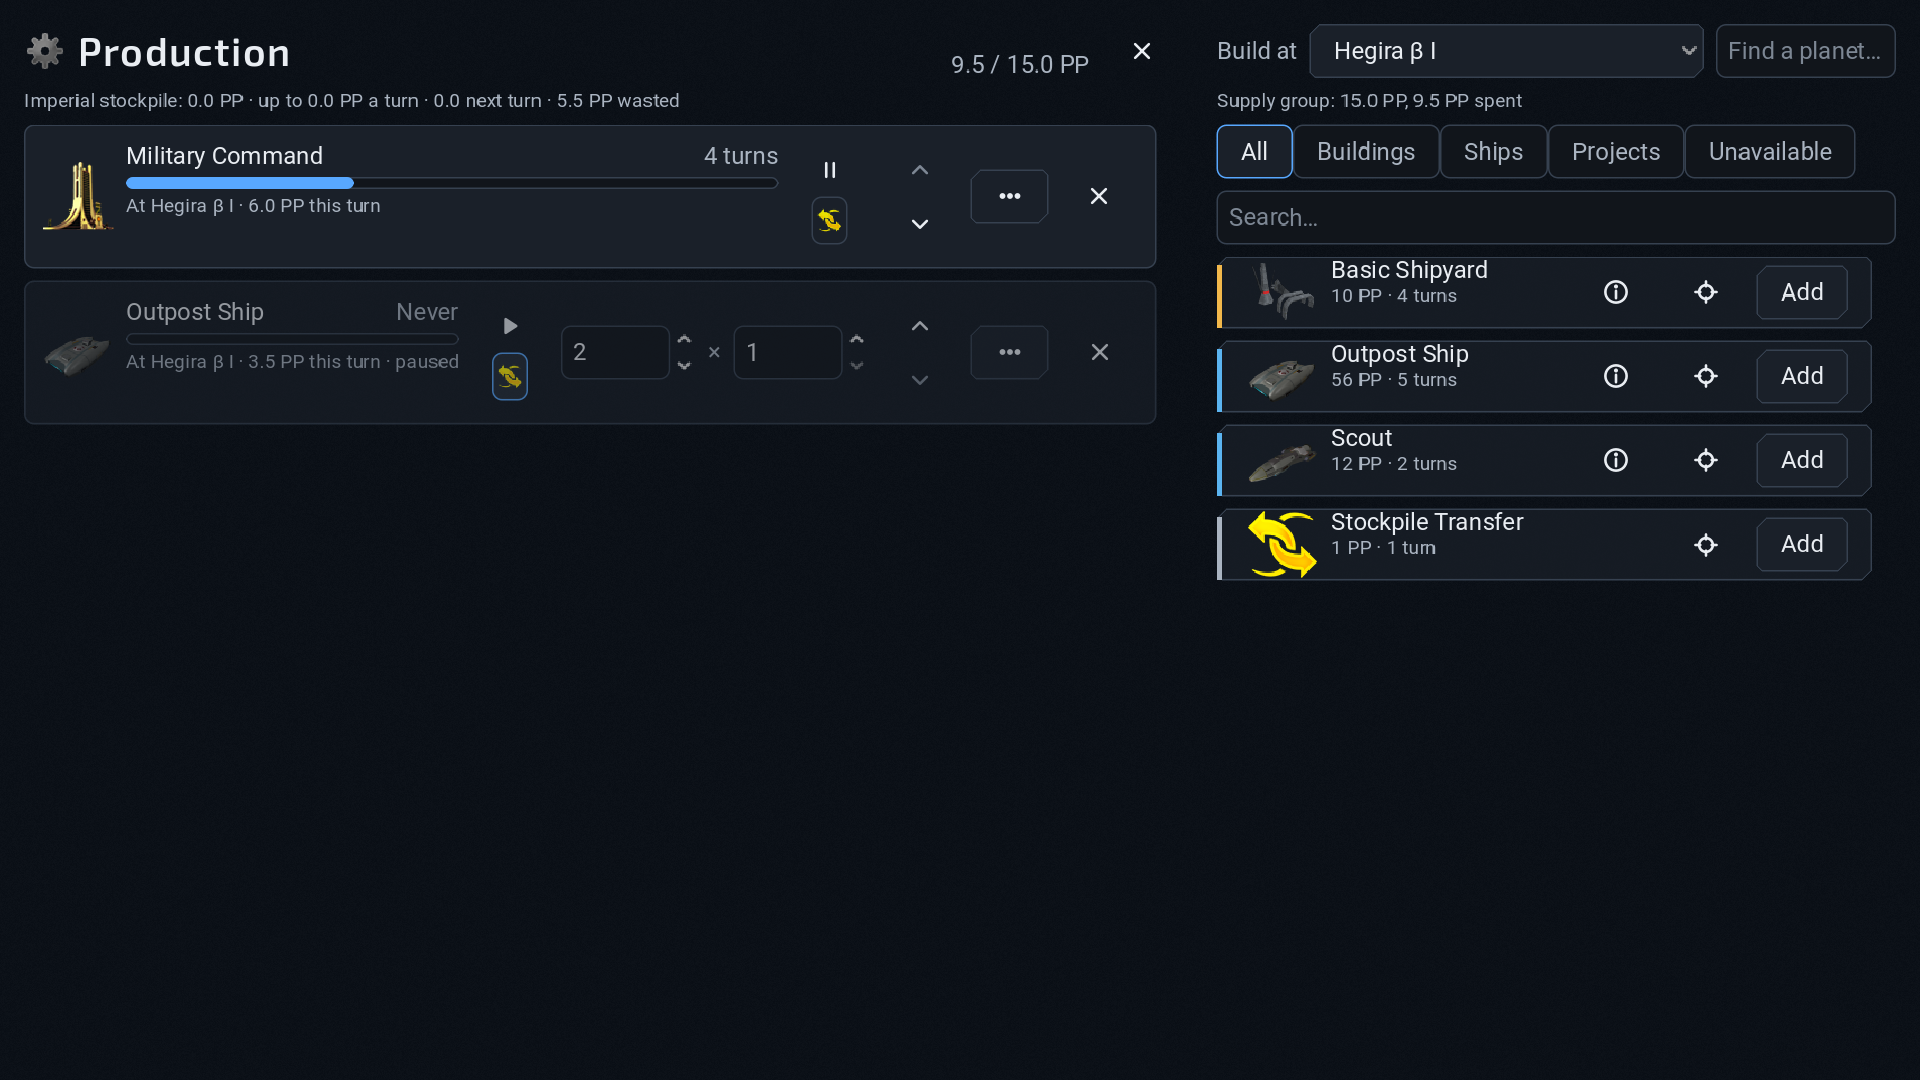 Production
9.5 / 15.0 PP
Imperial stockpile: 0.0 PP · up to 0.0 PP a turn · 0.0 next turn · 5.5 PP wasted
Military Command
4 turns
At Hegira β I · 6.0 PP this turn
Outpost Ship
Never
At Hegira β I · 3.5 PP this turn · paused
2 × 1
Build at
Hegira β I
Find a planet...
Supply group: 15.0 PP, 9.5 PP spent
All
Buildings
Ships
Projects
Unavailable
Search...
Basic Shipyard
10 PP · 4 turns
Add
Outpost Ship
56 PP · 5 turns
Add
Scout
12 PP · 2 turns
Add
Stockpile Transfer
1 PP · 1 turn
Add